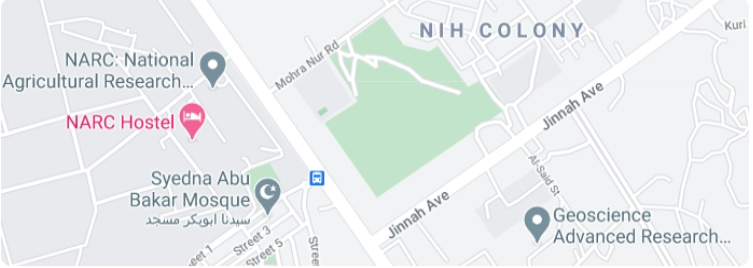 NIH COLONY
Kuri
Mohra Nur Rd
NARC: National
Agricultural Research...
NARC Hostel
Jinnah Ave
Syedna Abu
Bakar Mosque
سیدنا ابوبکر مسجد
Al-Said St
Jinnah Ave
Geoscience
Advanced Research...
Street 3
Street 5